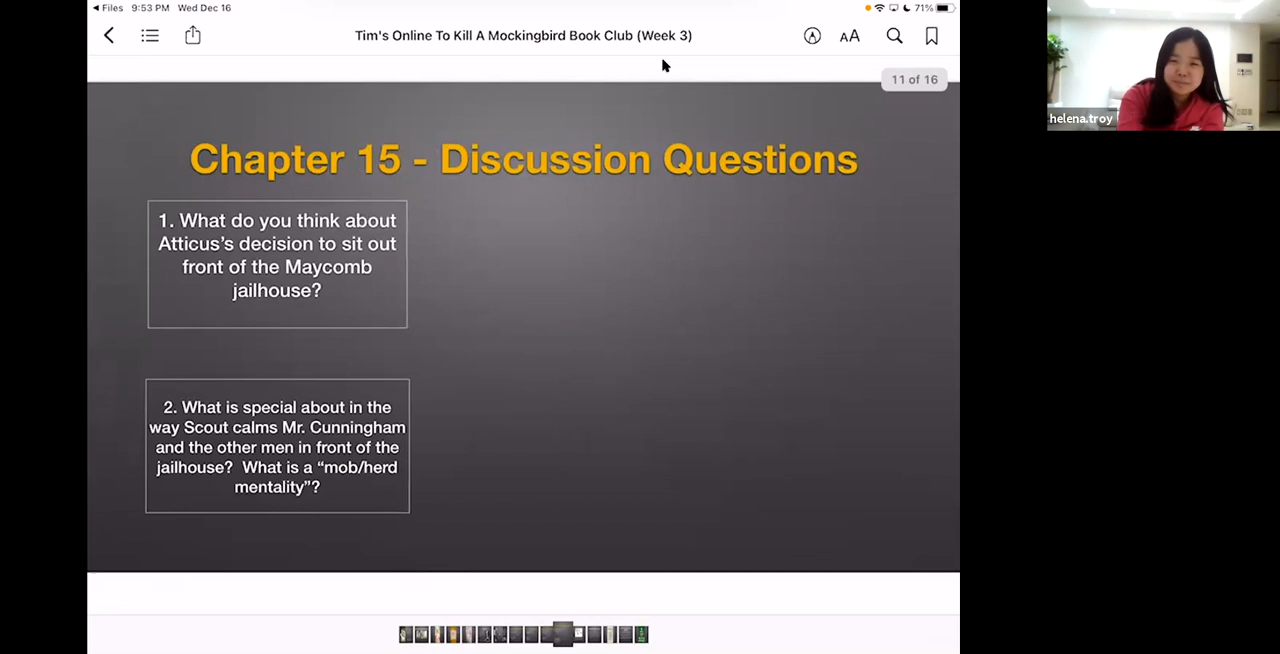 Files 9:53 PM Wed Dec 16 71%
Tim's Online To Kill A Mockingbird Book Club (Week 3)
AA
11 of 16
helena.troy
Chapter 15 - Discussion Questions
1. What do you think about
Atticus's decision to sit out
front of the Maycomb
jailhouse?
2. What is special about in the
way Scout calms Mr. Cunningham
and the other men in front of the
jailhouse? What is a “mob/herd
mentality”?